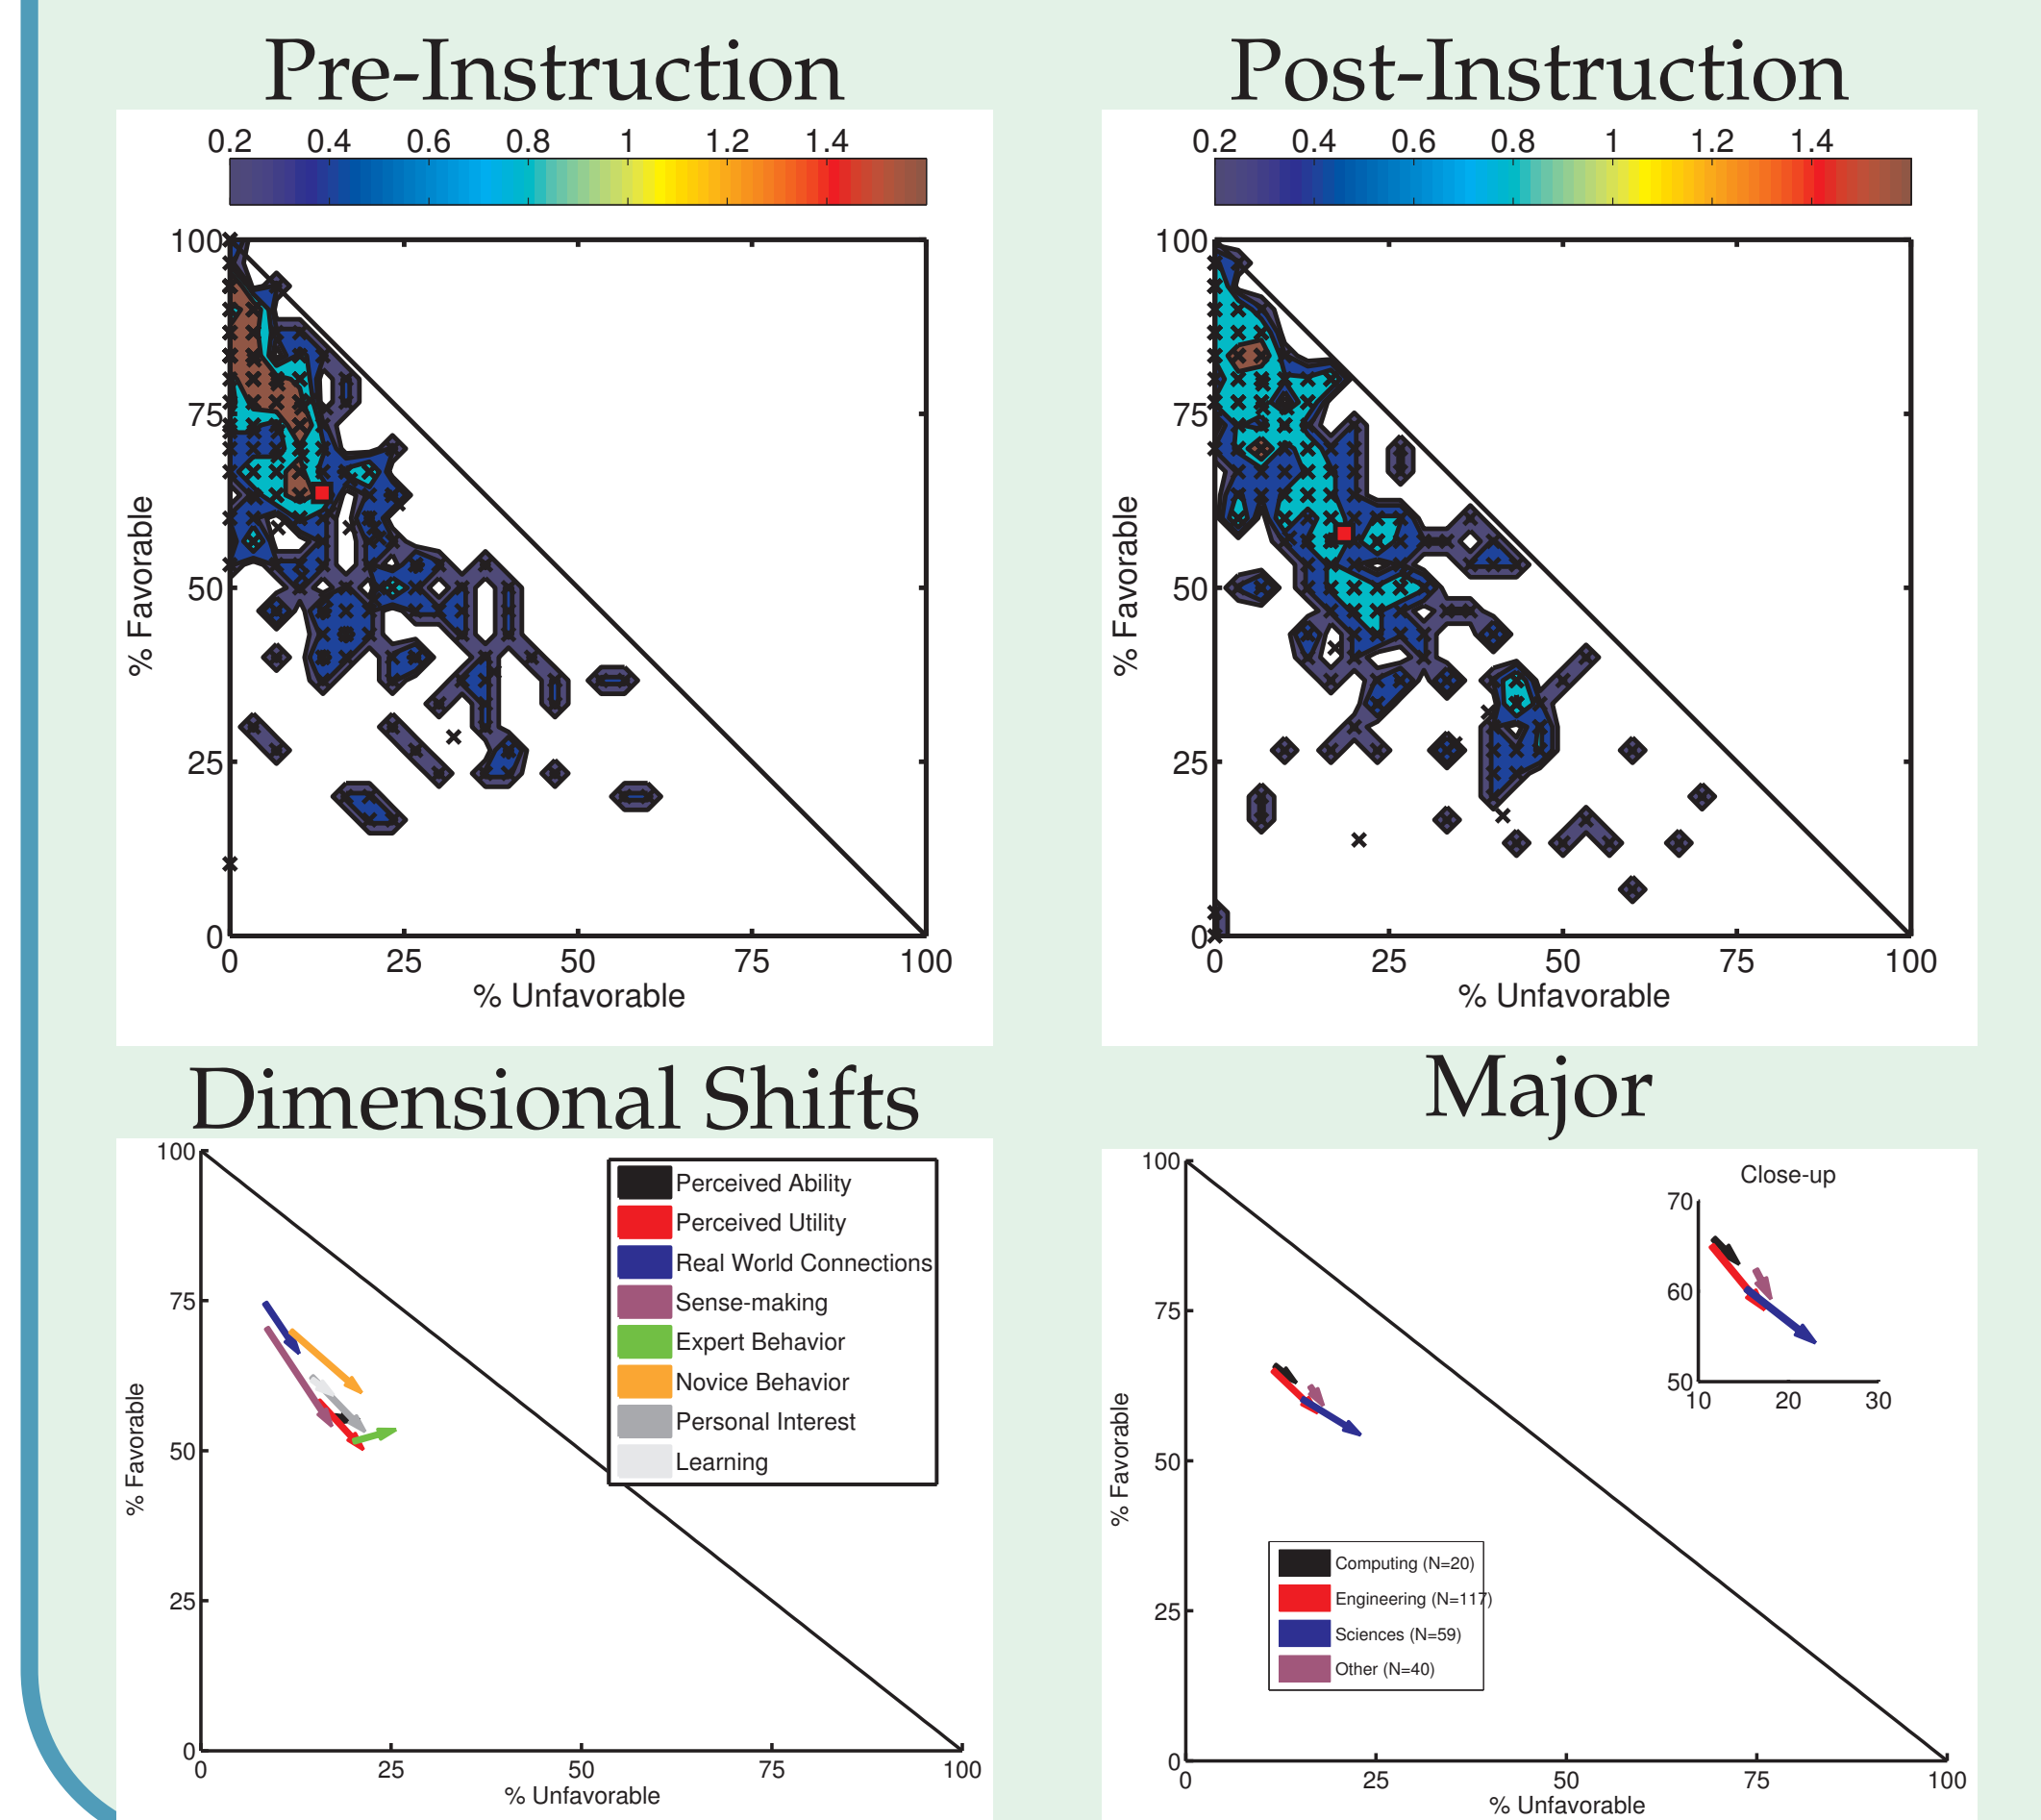 Pre-Instruction
0.2 0.4 0.6 0.8 1 1.2 1.4
100
75
50
25
0
% Favorable
0 25 50 75 100
% Unfavorable
Post-Instruction
0.2 0.4 0.6 0.8 1 1.2 1.4
100
75
50
25
0
% Favorable
0 25 50 75 100
% Unfavorable
Dimensional Shifts
100
75
50
25
0
% Favorable
Perceived Ability
Perceived Utility
Real World Connections
Sense-making
Expert Behavior
Novice Behavior
Personal Interest
Learning
0 25 50 75 100
% Unfavorable
Major
100
75
50
25
0
% Favorable
Close-up
70
60
50
10 20 30
Computing (N=20)
Engineering (N=117)
Sciences (N=59)
Other (N=40)
0 25 50 75 100
% Unfavorable